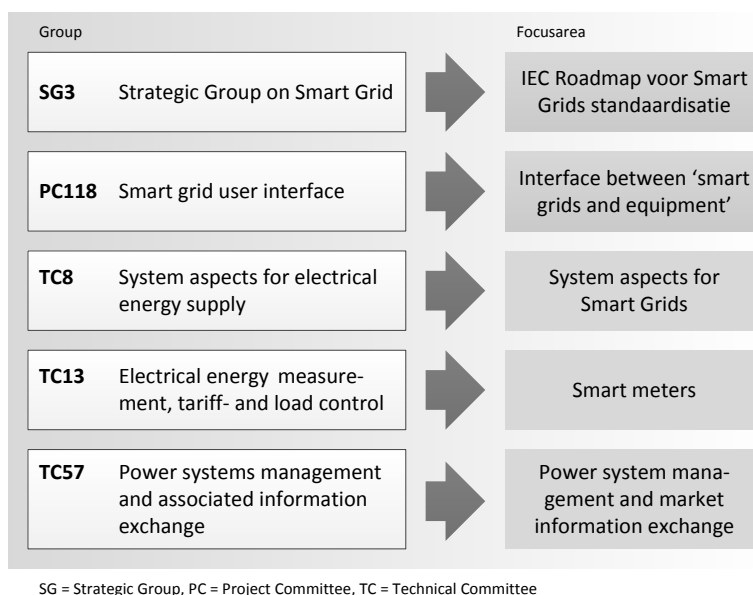 Group Focusarea
SG3 Strategic Group on Smart Grid
IEC Roadmap voor Smart
Grids standaardisatie
PC118 Smart grid user interface
Interface between ‘smart
grids and equipment’
TC8 System aspects for electrical
energy supply
System aspects for
Smart Grids
TC13 Electrical energy measure-
ment, tariff- and load control
Smart meters
TC57 Power systems management
and associated information
exchange
Power system mana-
gement and market
information exchange
SG = Strategic Group, PC = Project Committee, TC = Technical Committee